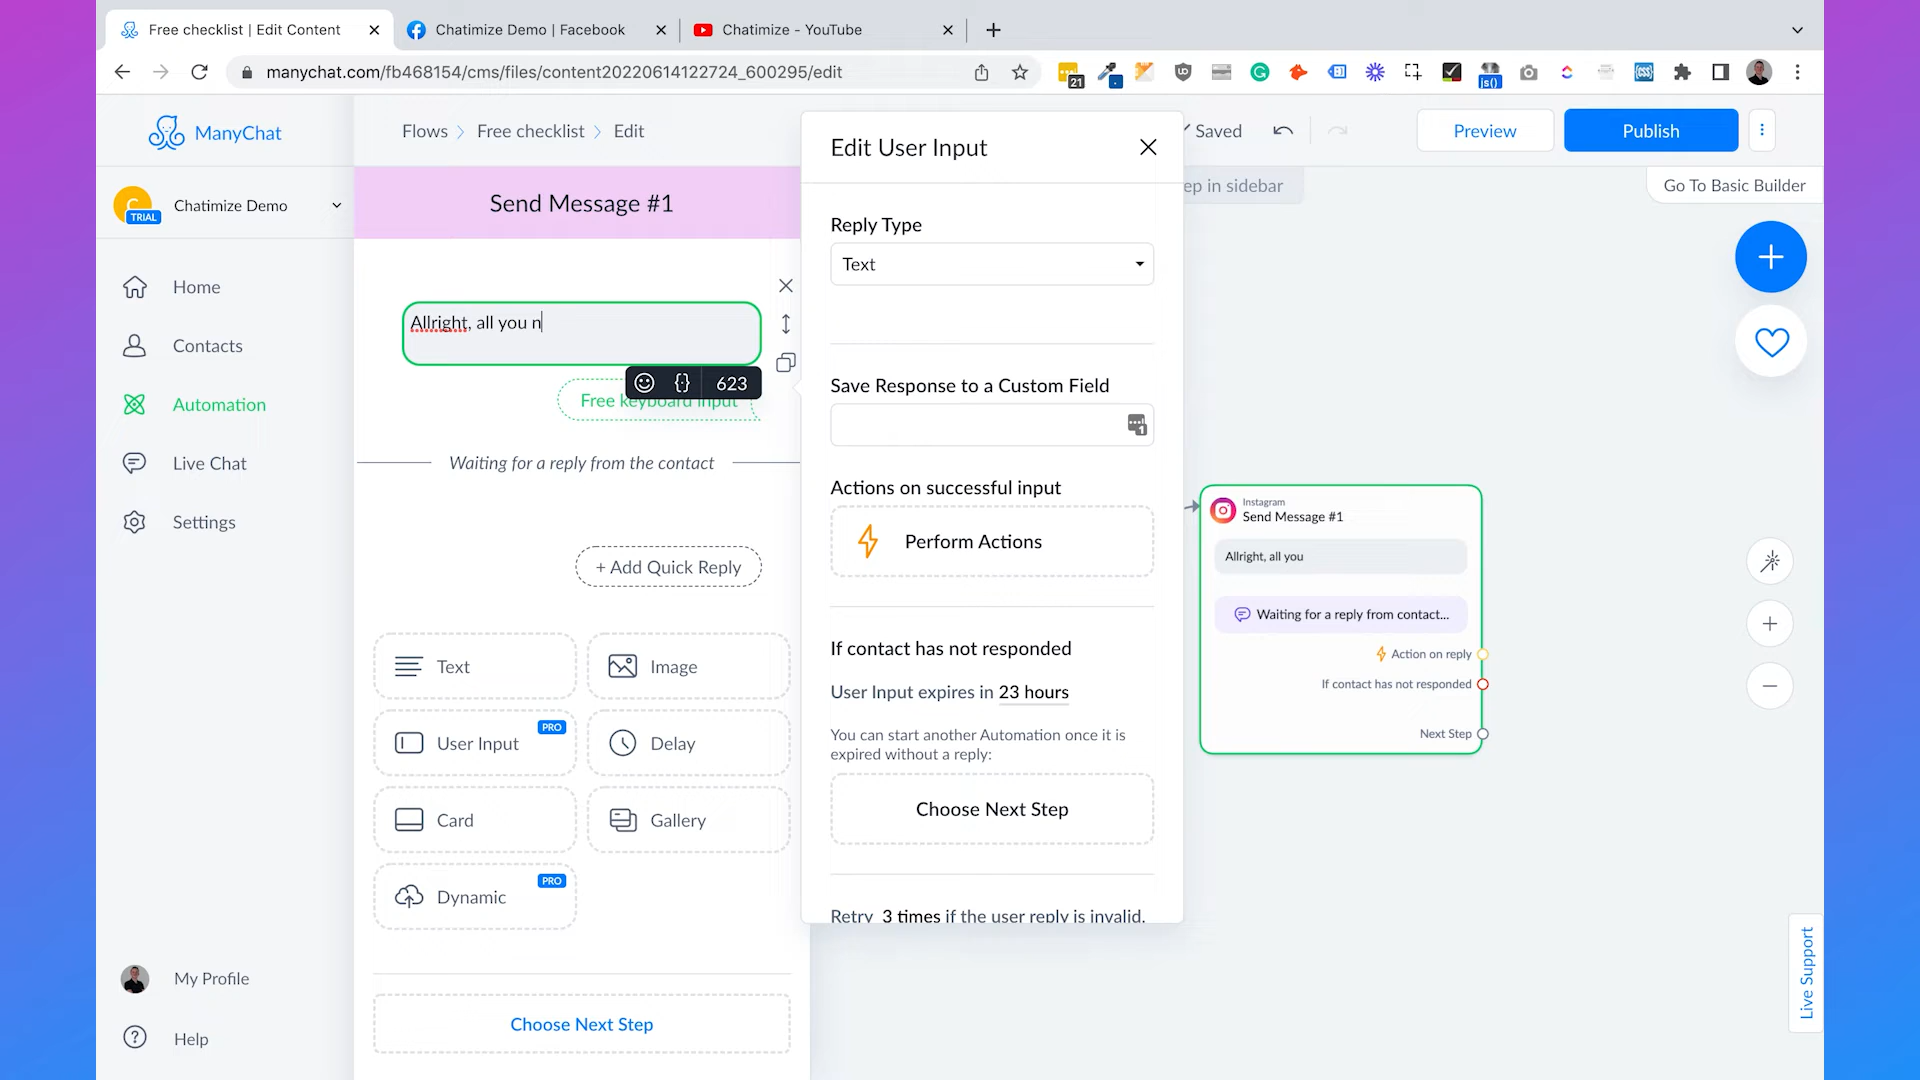 Free checklist | Edit Content
Chatimize Demo | Facebook
Chatimize - YouTube
manychat.com/fb468154/cms/files/content20220614122724_600295/edit
21
js()
CSS
ManyChat
Flows
Free checklist
Edit
Edit User Input
Saved
Preview
Publish
C
TRIAL
Chatimize Demo
Send Message #1
ep in sidebar
Go To Basic Builder
Home
Contacts
Automation
Live Chat
Settings
My Profile
Help
Allright, all you n
623
Free keyboard input
Waiting for a reply from the contact
+ Add Quick Reply
Text
Image
User Input
PRO
Delay
Card
Gallery
Dynamic
PRO
Choose Next Step
Reply Type
Text
Save Response to a Custom Field
1
Actions on successful input
Perform Actions
If contact has not responded
User Input expires in 23 hours
You can start another Automation once it is
expired without a reply:
Choose Next Step
Retry 3 times if the user reply is invalid.
Instagram
Send Message #1
Allright, all you
Waiting for a reply from contact...
Action on reply
If contact has not responded
Next Step
Live Support